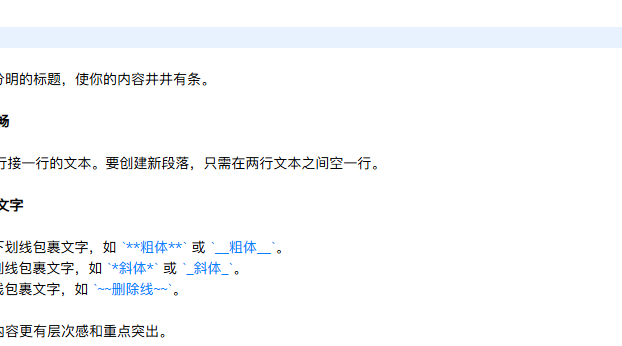 分明的标题，使你的内容井井有条。
畅
行接一行的文本。要创建新段落，只需在两行文本之间空一行。
文字
下划线包裹文字，如 `**粗体**` 或 `__粗体__`。
划线包裹文字，如 `*斜体*` 或 `_斜体_`。
线包裹文字，如 `~~删除线~~`。
内容更有层次感和重点突出。